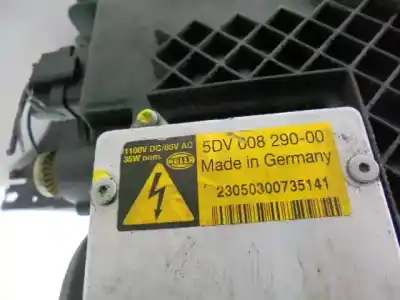 1100V DC/85V AC
35W nom.
HELLA
5DV 008 290-00
Made in Germany
23050300735141